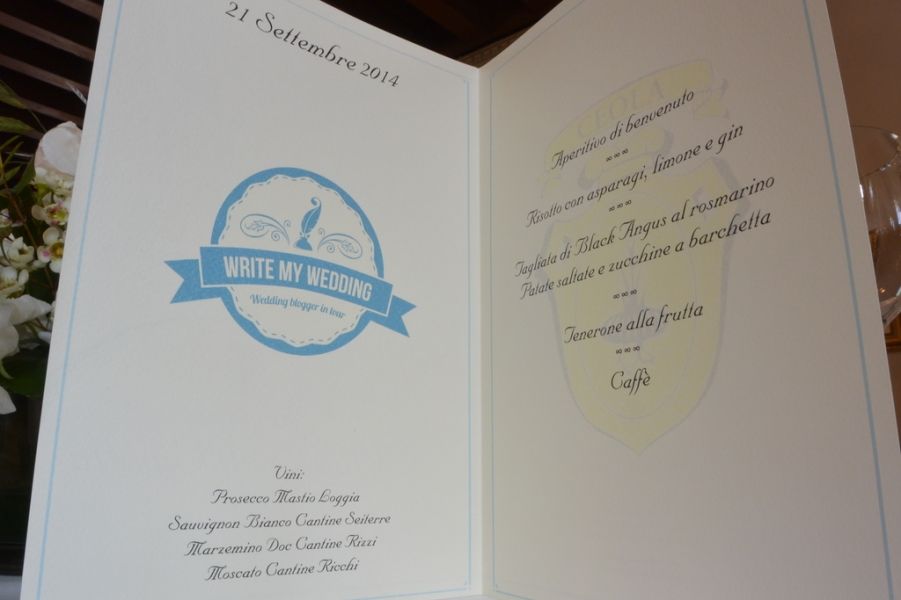 21 Settembre 2014
WRITE MY WEDDING
Wedding blogger in tour
Vini:
Prosecco Mastio Loggia
Sauvignon Bianco Cantine Seiterre
Marzemino Doc Cantine Rizzi
Moscato Cantine Ricchi
CEOLA
Aperitivo di benvenuto
Risotto con asparagi, limone e gin
Tagliata di Black Angus al rosmarino
Patate saltate e zucchine a barchetta
Tenerone alla frutta
Caffè